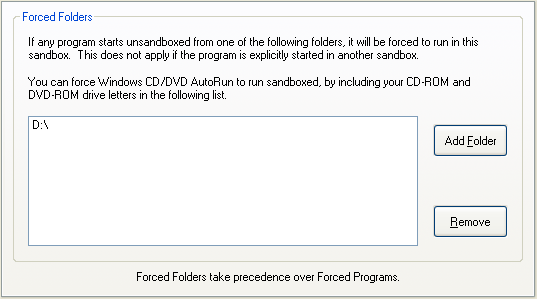 Forced Folders
If any program starts unsandboxed from one of the following folders, it will be forced to run in this
sandbox.  This does not apply if the program is explicitly started in another sandbox.
You can force Windows CD/DVD AutoRun to run sandboxed, by including your CD-ROM and
DVD-ROM drive letters in the following list.
D:\
Add Folder
Remove
Forced Folders take precedence over Forced Programs.